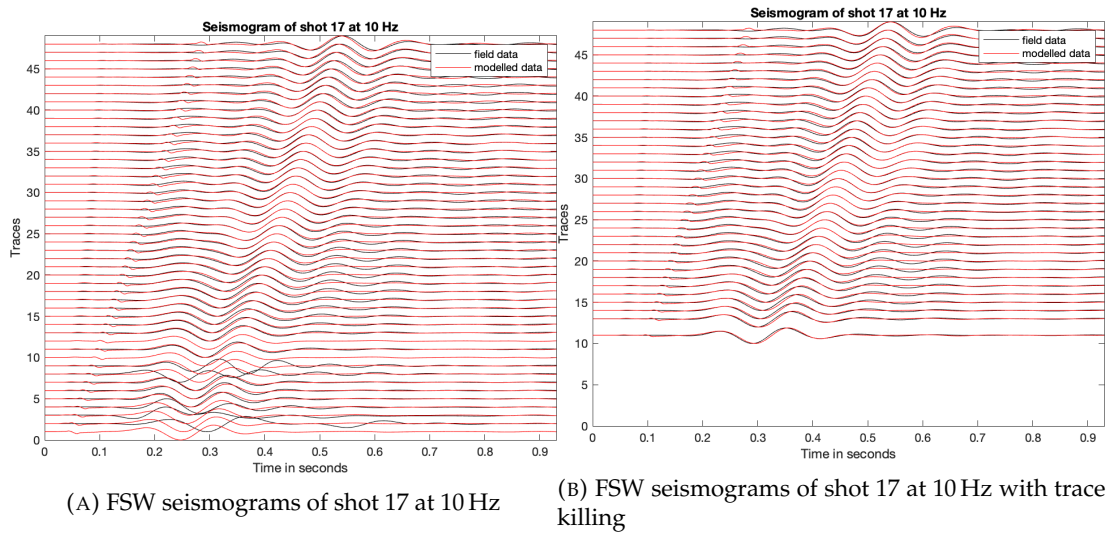 Seismogram of shot 17 at 10 Hz
field data
modelled data
45
40
35
30
25
20
15
10
5
0
Traces
0 0.1 0.2 0.3 0.4 0.5 0.6 0.7 0.8 0.9
Time in seconds
(A) FSW seismograms of shot 17 at 10 Hz
Seismogram of shot 17 at 10 Hz
field data
modelled data
45
40
35
30
25
20
15
10
5
0
Traces
0 0.1 0.2 0.3 0.4 0.5 0.6 0.7 0.8 0.9
Time in seconds
(B) FSW seismograms of shot 17 at 10 Hz with trace
killing